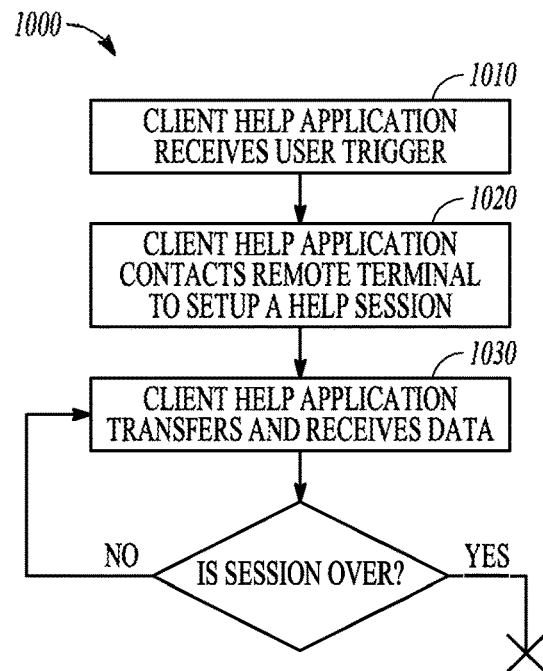 1000
1010
CLIENT HELP APPLICATION
RECEIVES USER TRIGGER
1020
CLIENT HELP APPLICATION
CONTACTS REMOTE TERMINAL
TO SETUP A HELP SESSION
1030
CLIENT HELP APPLICATION
TRANSFERS AND RECEIVES DATA
NO
IS SESSION OVER?
YES